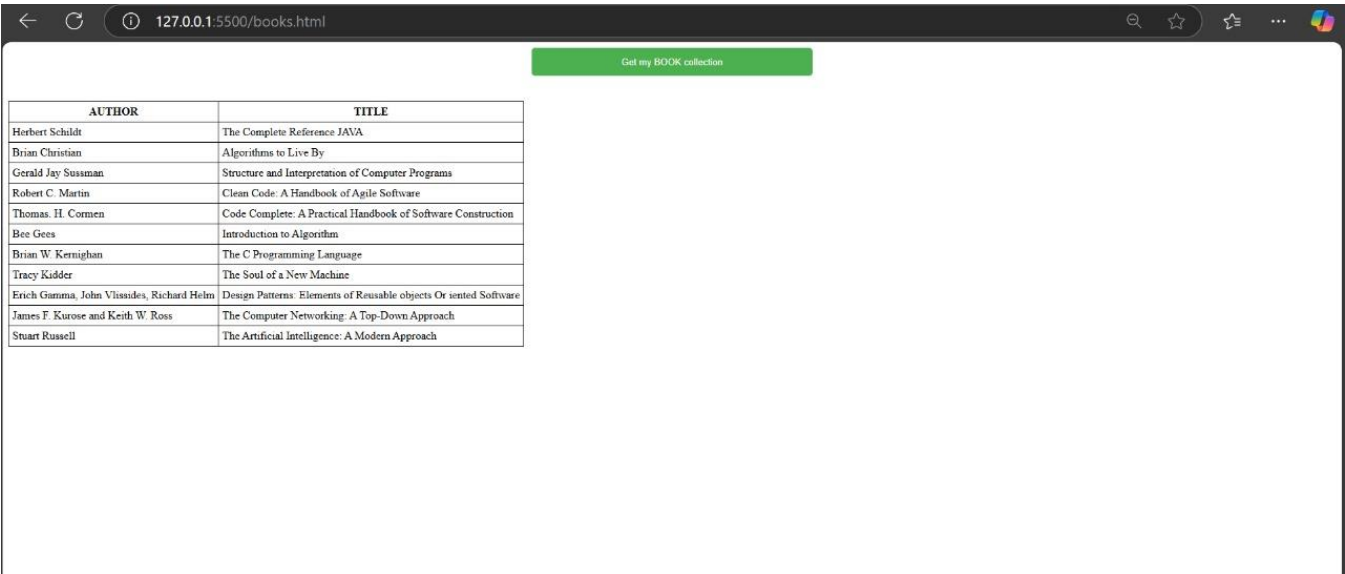 127.0.0.1:5500/books.html
Get my BOOK collection
AUTHOR TITLE
Herbert Schildt The Complete Reference JAVA
Brian Christian Algorithms to Live By
Gerald Jay Sussman Structure and Interpretation of Computer Programs
Robert C. Martin Clean Code: A Handbook of Agile Software
Thomas. H. Cormen Code Complete: A Practical Handbook of Software Construction
Bee Gees Introduction to Algorithm
Brian W. Kernighan The C Programming Language
Tracy Kidder The Soul of a New Machine
Erich Gamma, John Vlissides, Richard Helm Design Patterns: Elements of Reusable objects Or iented Software
James F. Kurose and Keith W. Ross The Computer Networking: A Top-Down Approach
Stuart Russell The Artificial Intelligence: A Modern Approach